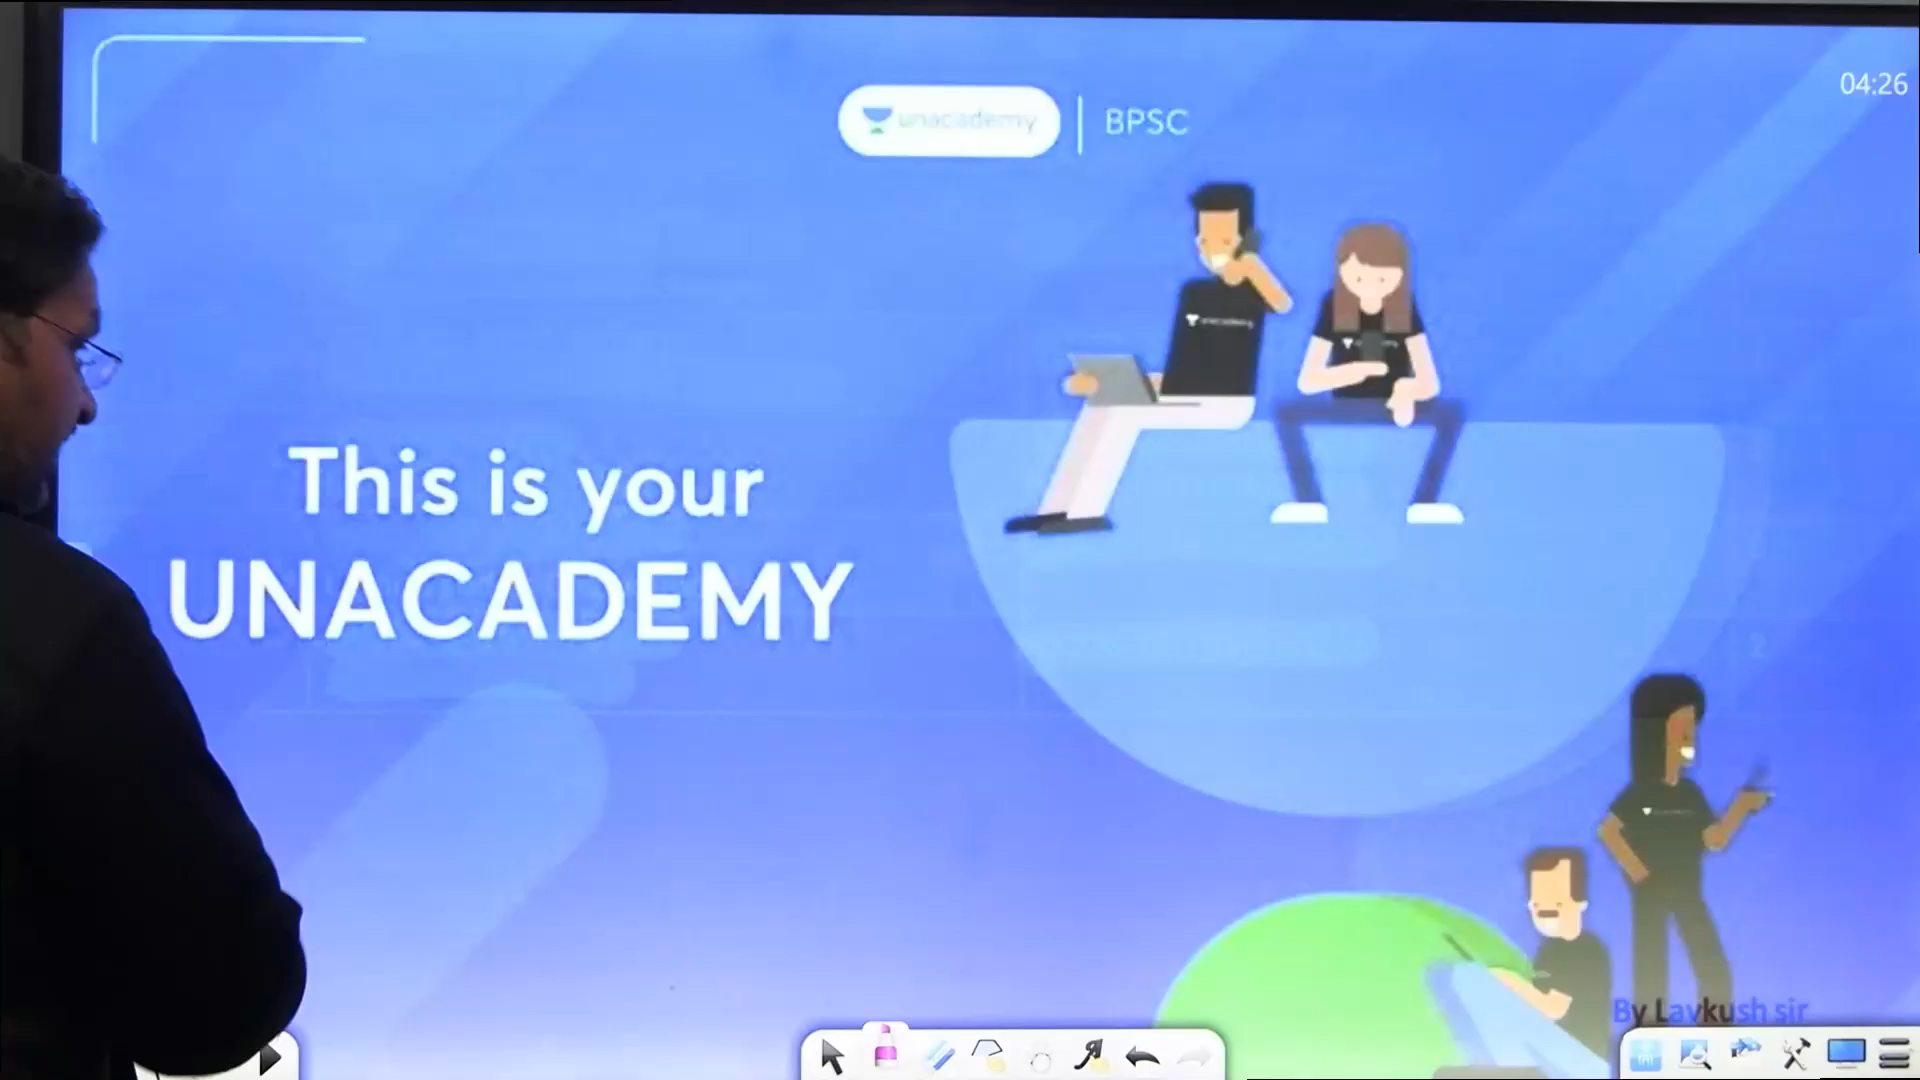 04:26
unacademy | BPSC
This is your
UNACADEMY
By Lavkush sir